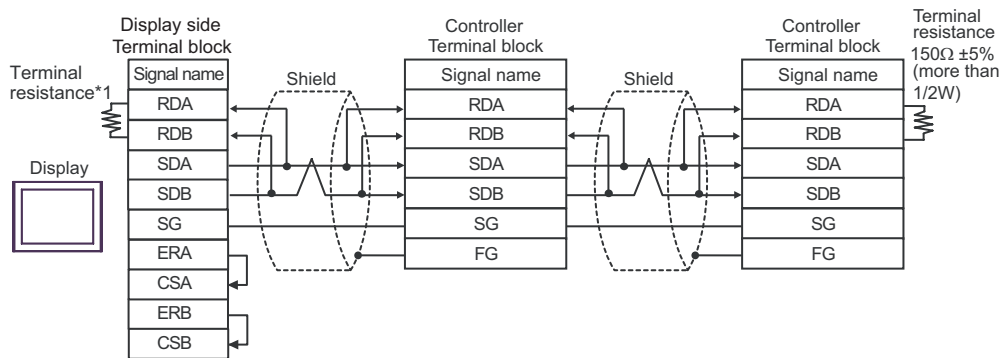 Display side
Terminal block
Controller
Terminal block
Controller
Terminal block
Terminal
resistance
150Ω ±5%
(more than
1/2W)
Terminal
resistance*1
Signal name
Shield
Signal name
Shield
Signal name
RDA
RDA
RDA
RDB
RDB
RDB
Display
SDA
SDA
SDA
SDB
SDB
SDB
SG
SG
SG
ERA
FG
FG
CSA
ERB
CSB